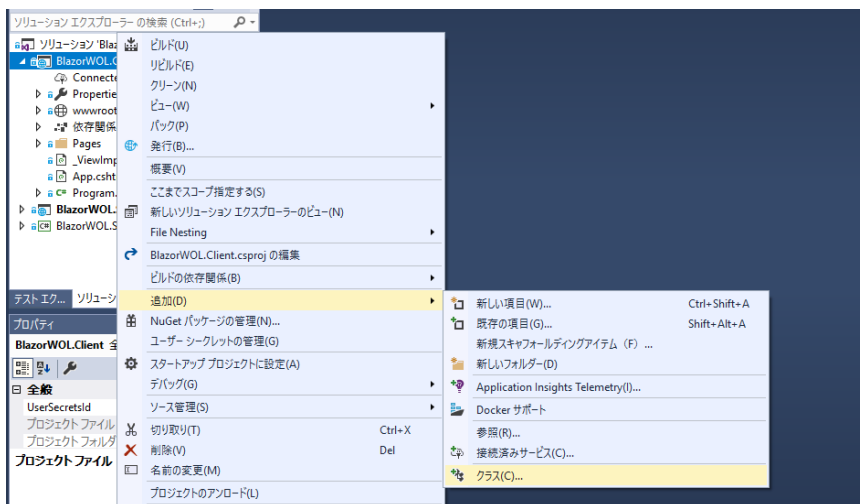 ソリューション エクスプローラー の検索 (Ctrl+;)
ソリューション 'Blaz
BlazorWOL.C
Connecte
Propertie
wwwroot
依存関係
Pages
_ViewImp
App.csht
Program.
BlazorWOL.
BlazorWOL.S
テスト エク... ソリューシ
プロパティ
BlazorWOL.Client 全
全般
UserSecretsId
プロジェクト ファイル
プロジェクト フォルダ
プロジェクト ファイル
ビルド(U)
リビルド(E)
クリーン(N)
ビュー(W)
パック(P)
発行(B)...
概要(V)
ここまでスコープ指定する(S)
新しいソリューション エクスプローラーのビュー(N)
File Nesting
BlazorWOL.Client.csproj の編集
ビルドの依存関係(B)
追加(D)
NuGet パッケージの管理(N)...
ユーザー シークレットの管理(G)
スタートアップ プロジェクトに設定(A)
デバッグ(G)
ソース管理(S)
切り取り(T) Ctrl+X
削除(V) Del
名前の変更(M)
プロジェクトのアンロード(L)
新しい項目(W)... Ctrl+Shift+A
既存の項目(G)... Shift+Alt+A
新規スキャフォールディングアイテム（F）...
新しいフォルダー(D)
Application Insights Telemetry(I)...
Docker サポート
参照(R)...
接続済みサービス(C)...
クラス(C)...